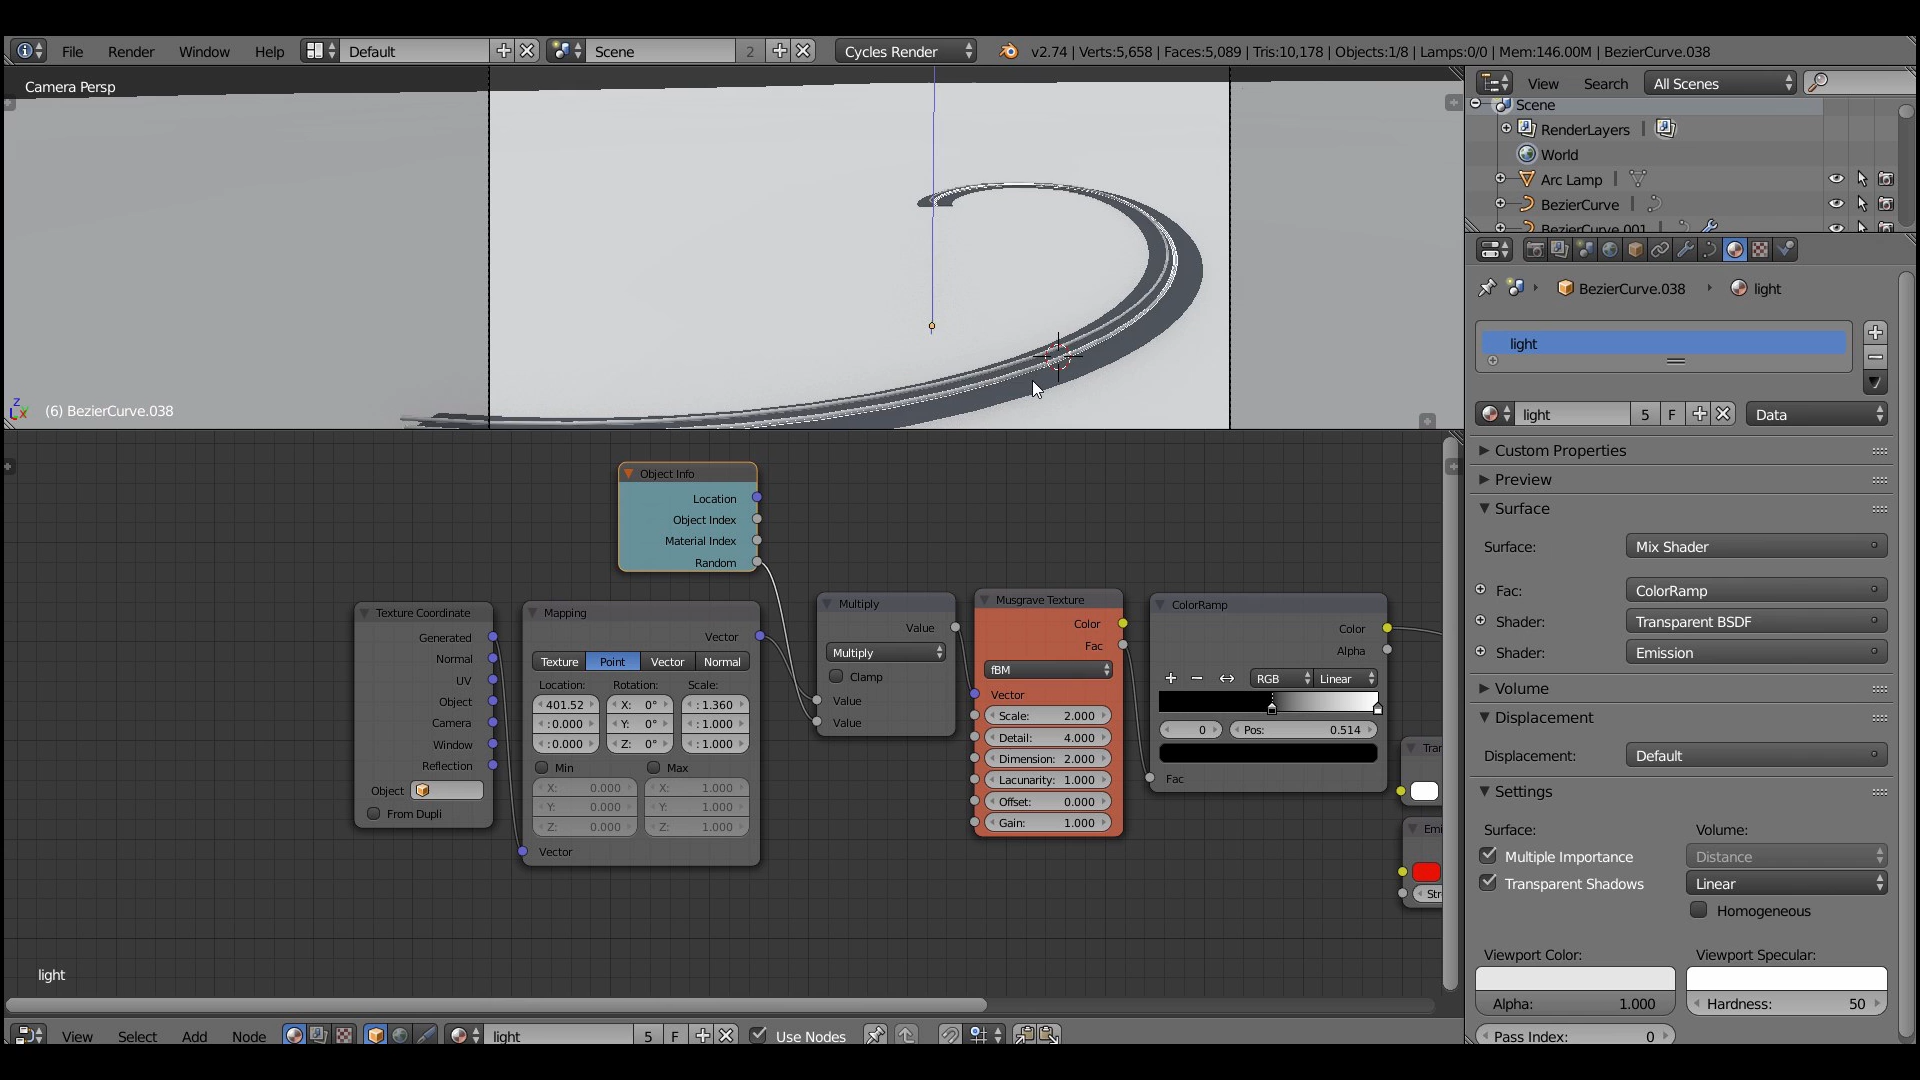 File Render Window Help Default Scene 2 Cycles Render v2.74 | Verts:5,658 | Faces:5,089 | Tris:10,178 | Objects:1/8 | Lamps:0/0 | Mem:146.00M | BezierCurve.038
Camera Persp
(6) BezierCurve.038
View Search All Scenes
Scene
RenderLayers
World
Arc Lamp
BezierCurve
BezierCurve.001
BezierCurve.038 light
light
light 5 F Data
Custom Properties
Preview
Surface
Surface: Mix Shader
Fac: ColorRamp
Shader: Transparent BSDF
Shader: Emission
Volume
Displacement
Displacement: Default
Settings
Surface: Volume:
Multiple Importance Distance
Transparent Shadows Linear
Homogeneous
Viewport Color: Viewport Specular:
Alpha: 1.000 Hardness: 50
Pass Index: 0
Object Info
Location
Object Index
Material Index
Random
Texture Coordinate
Generated
Normal
UV
Object
Camera
Window
Reflection
Object
From Dupli
Mapping
Vector
Texture Point Vector Normal
Location: Rotation: Scale:
401.52 X: 0° : 1.360
: 0.000 Y: 0° : 1.000
: 0.000 Z: 0° : 1.000
Min Max
X: 0.000 X: 1.000
Y: 0.000 Y: 1.000
Z: 0.000 Z: 1.000
Vector
Multiply
Value
Multiply
Clamp
Value
Value
Musgrave Texture
Color
Fac
fBM
Vector
Scale: 2.000
Detail: 4.000
Dimension: 2.000
Lacunarity: 1.000
Offset: 0.000
Gain: 1.000
ColorRamp
Color
Alpha
RGB Linear
0 Pos: 0.514
Fac
Tran
Emi
Str
light
View Select Add Node light 5 F Use Nodes